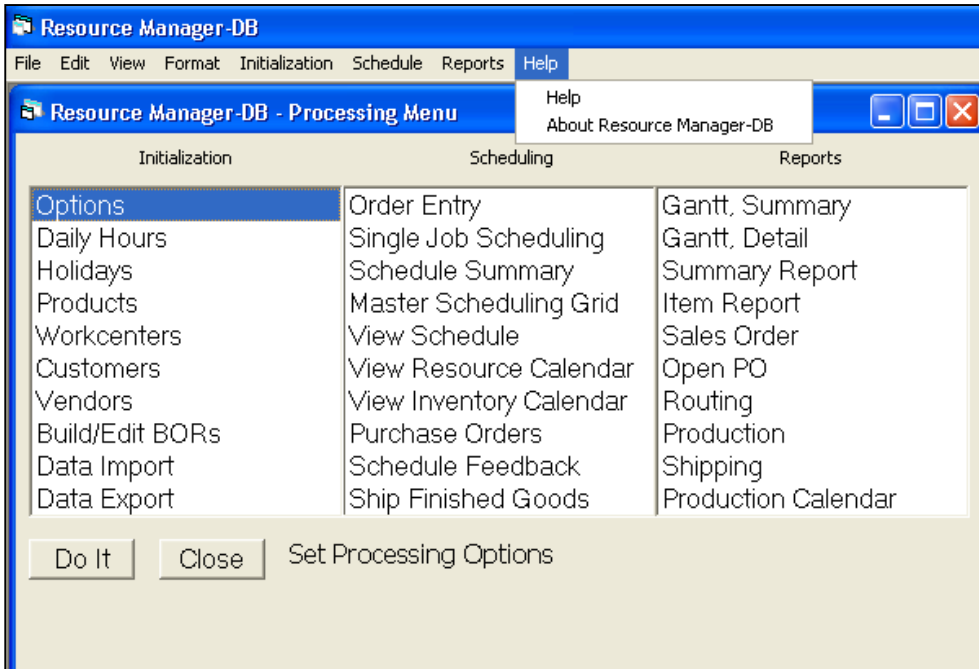 Resource Manager-DB
File Edit View Format Initialization Schedule Reports Help
Help
About Resource Manager-DB
Resource Manager-DB - Processing Menu
Initialization Scheduling Reports
Options Order Entry Gantt, Summary
Daily Hours Single Job Scheduling Gantt, Detail
Holidays Schedule Summary Summary Report
Products Master Scheduling Grid Item Report
Workcenters View Schedule Sales Order
Customers View Resource Calendar Open PO
Vendors View Inventory Calendar Routing
Build/Edit BORs Purchase Orders Production
Data Import Schedule Feedback Shipping
Data Export Ship Finished Goods Production Calendar
Do It Close Set Processing Options